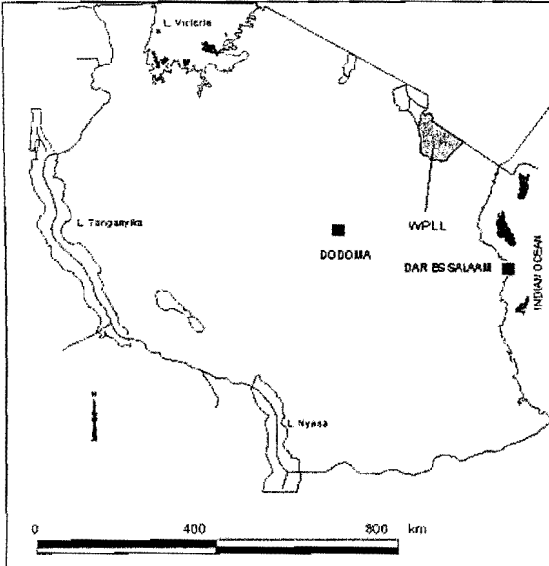 L. Victoria
L. Tanganyika
WPLL
DODOMA
DAR ES SALAAM
INDIAN OCEAN
L. Nyasa
0 400 800 km